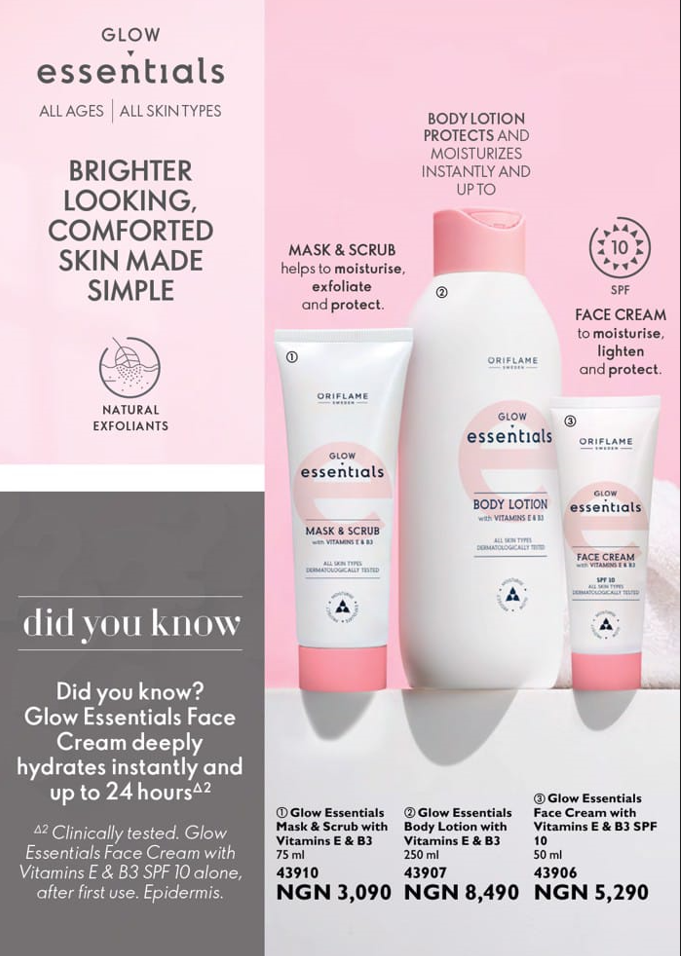 GLOW
essentials
ALL AGES | ALL SKIN TYPES
BRIGHTER
LOOKING,
COMFORTED
SKIN MADE
SIMPLE
NATURAL
EXFOLIANTS
did you know
Did you know?
Glow Essentials Face
Cream deeply
hydrates instantly and
up to 24 hours∆2
∆2 Clinically tested. Glow
Essentials Face Cream with
Vitamins E & B3 SPF 10 alone,
after first use. Epidermis.
BODY LOTION
PROTECTS AND
MOISTURIZES
INSTANTLY AND
UP TO
MASK & SCRUB
helps to moisturise,
exfoliate
and protect.
10
SPF
FACE CREAM
to moisturise,
lighten
and protect.
①
ORIFLAME
SWEDEN
GLOW
essentials
MASK & SCRUB
with VITAMINS E & B3
ALL SKIN TYPES
DERMATOLOGICALLY TESTED
②
ORIFLAME
SWEDEN
GLOW
essentials
BODY LOTION
with VITAMINS E & B3
ALL SKIN TYPES
DERMATOLOGICALLY TESTED
③
ORIFLAME
SWEDEN
GLOW
essentials
FACE CREAM
with VITAMINS E & B3
SPF 10
ALL SKIN TYPES
DERMATOLOGICALLY TESTED
① Glow Essentials
Mask & Scrub with
Vitamins E & B3
75 ml
43910
NGN 3,090
② Glow Essentials
Body Lotion with
Vitamins E & B3
250 ml
43907
NGN 8,490
③ Glow Essentials
Face Cream with
Vitamins E & B3 SPF
10
50 ml
43906
NGN 5,290